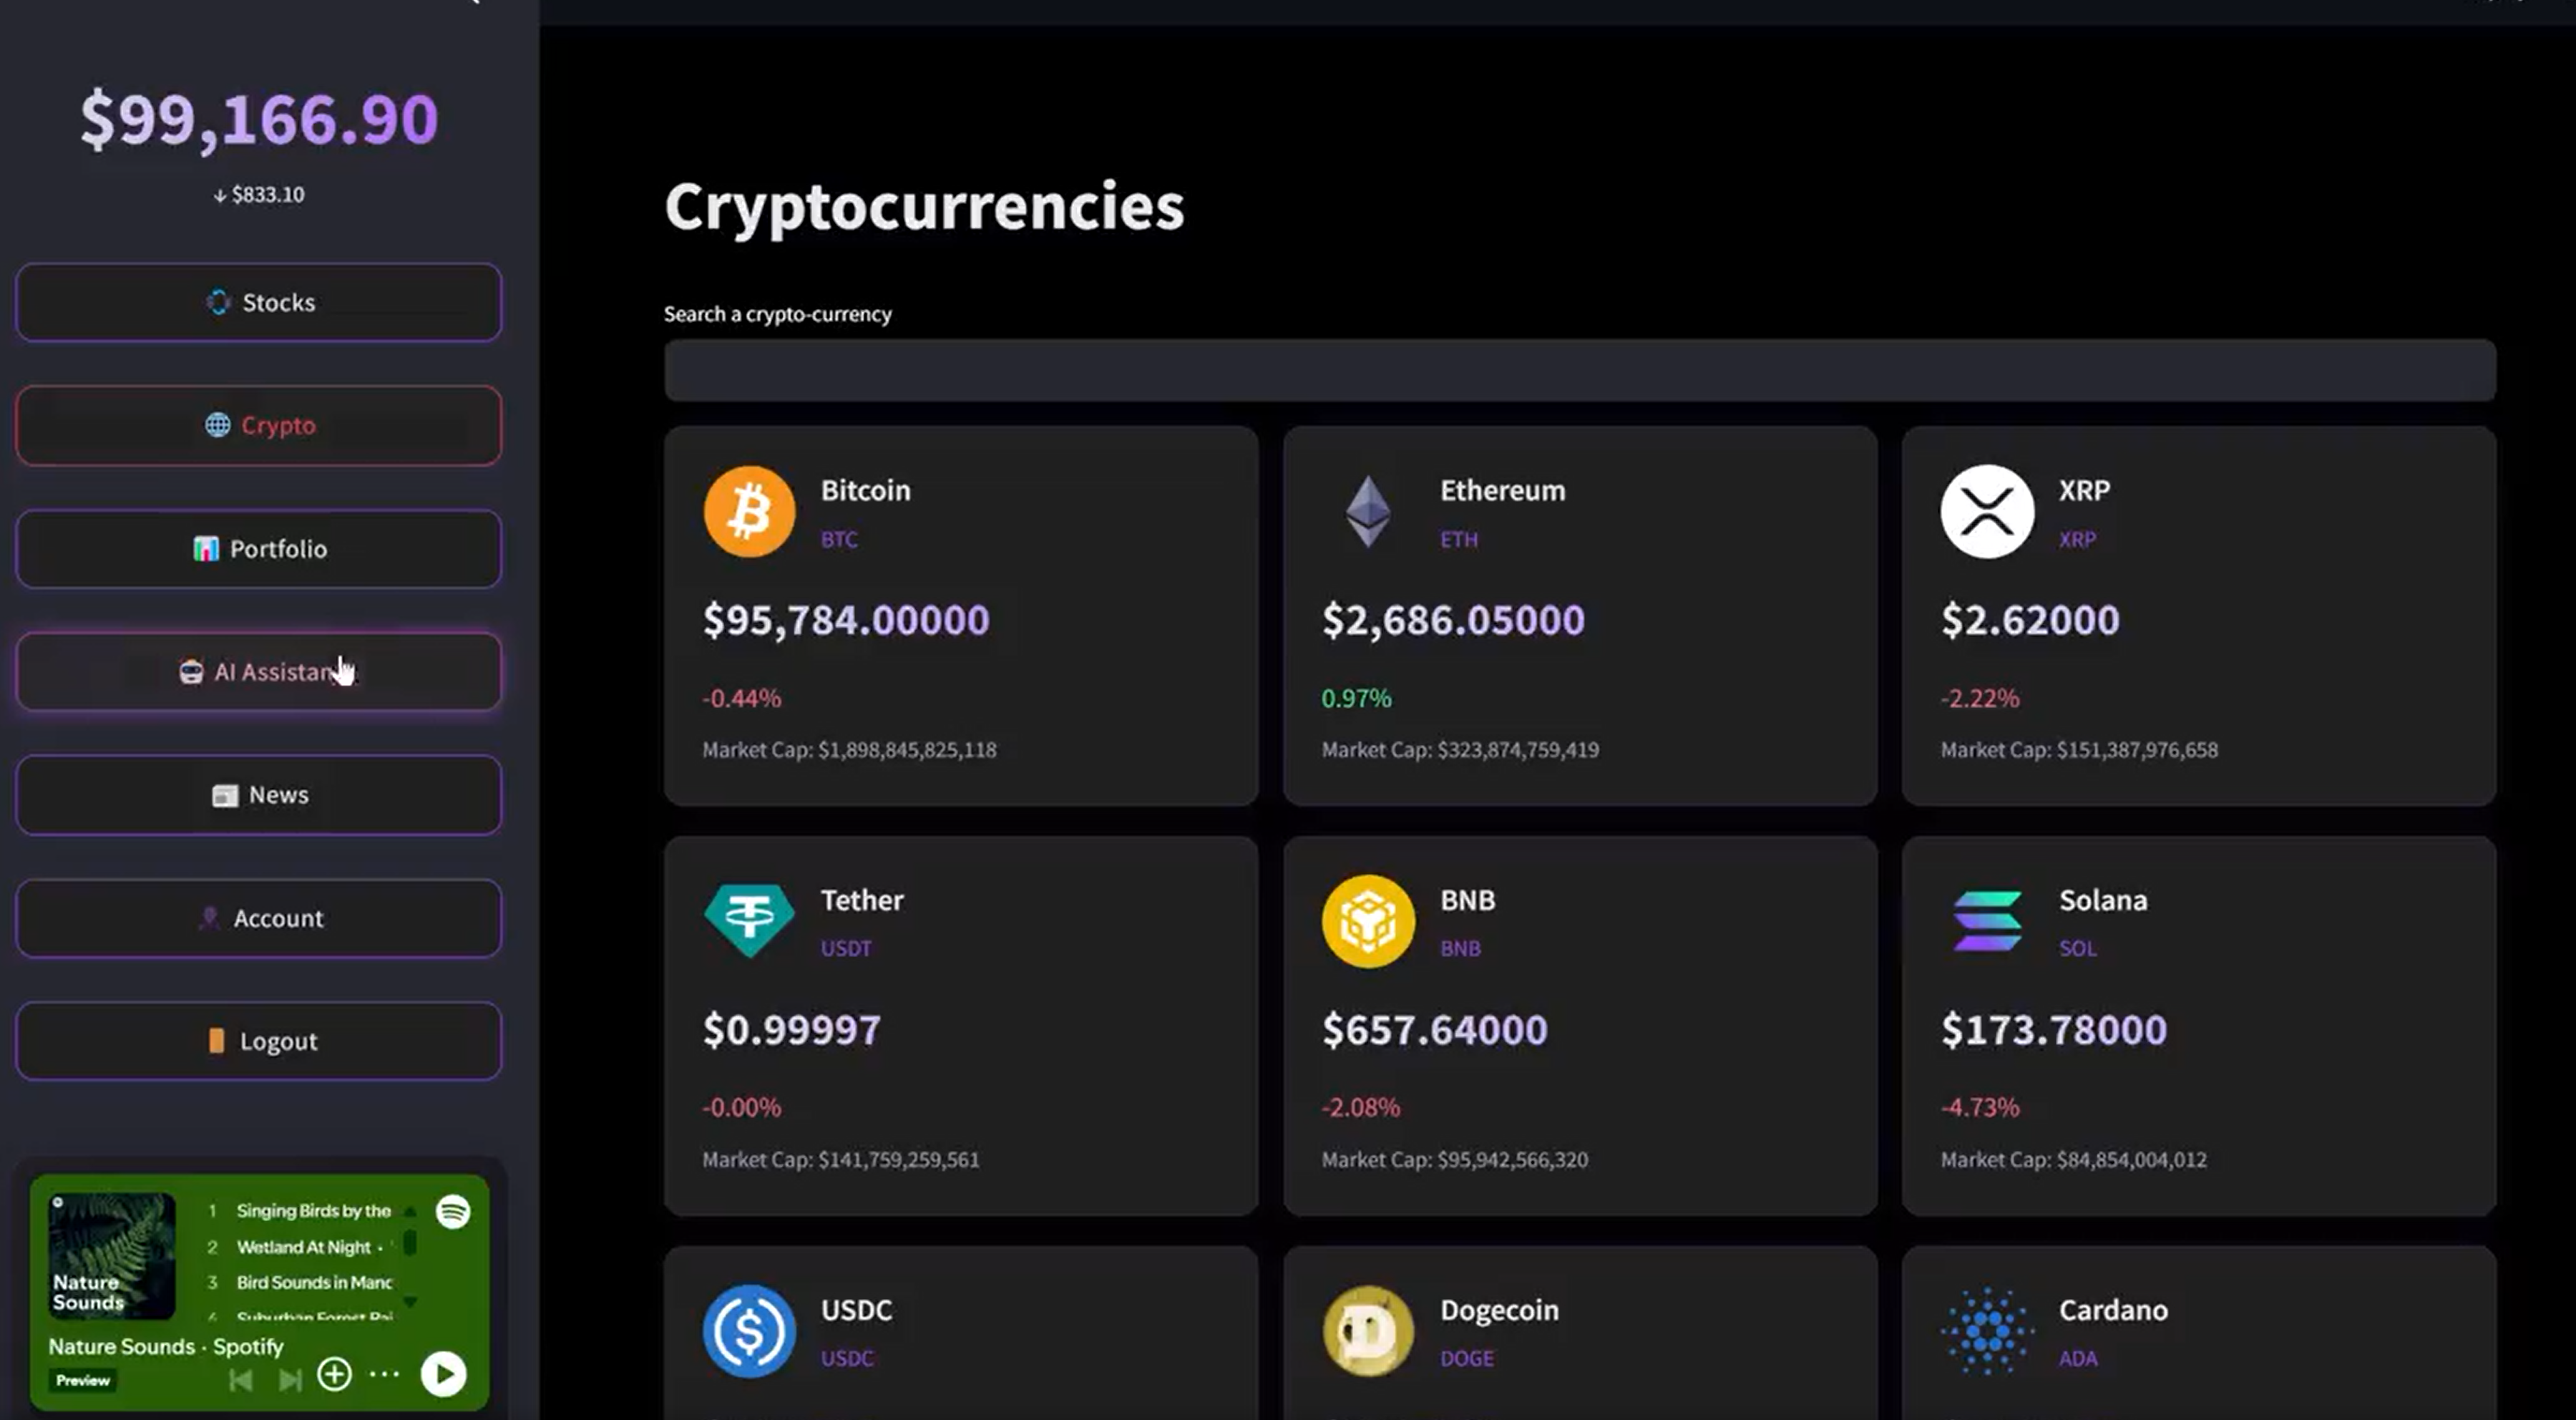 $99,166.90
↓ $833.10
Stocks
Crypto
Portfolio
AI Assistan
News
Account
Logout
Nature
Sounds
1 Singing Birds by the
2 Wetland At Night ·
3 Bird Sounds in Manc
Nature Sounds · Spotify
Preview
Cryptocurrencies
Search a crypto-currency
Bitcoin
BTC
$95,784.00000
-0.44%
Market Cap: $1,898,845,825,118
Ethereum
ETH
$2,686.05000
0.97%
Market Cap: $323,874,759,419
XRP
XRP
$2.62000
-2.22%
Market Cap: $151,387,976,658
Tether
USDT
$0.99997
-0.00%
Market Cap: $141,759,259,561
BNB
BNB
$657.64000
-2.08%
Market Cap: $95,942,566,320
Solana
SOL
$173.78000
-4.73%
Market Cap: $84,854,004,012
USDC
USDC
Dogecoin
DOGE
Cardano
ADA